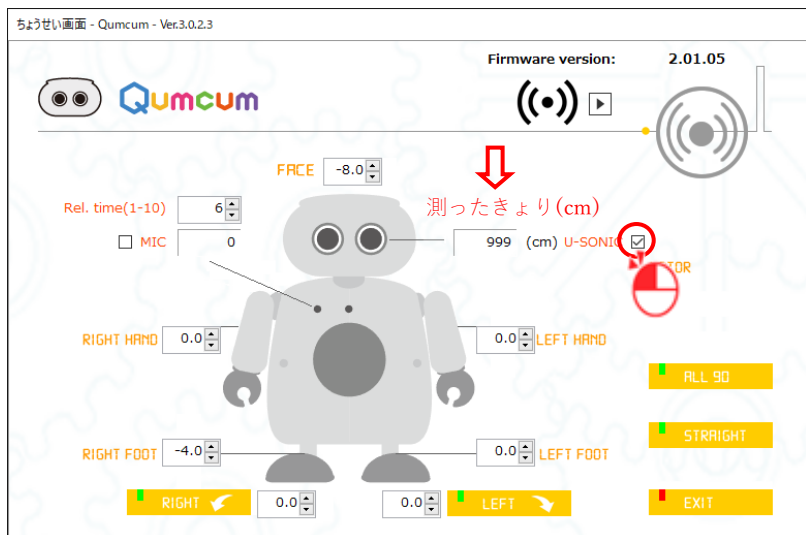 ちょうせい画面 - Qumcum - Ver.3.0.2.3
Firmware version: 2.01.05
Qumcum
FACE -8.0
Rel. time(1-10) 6
測ったきょり(cm)
MIC 0
999 (cm) U-SONIC
RIGHT HAND 0.0
0.0 LEFT HAND
ALL 90
STRAIGHT
RIGHT FOOT -4.0
0.0 LEFT FOOT
RIGHT 0.0
0.0 LEFT
EXIT